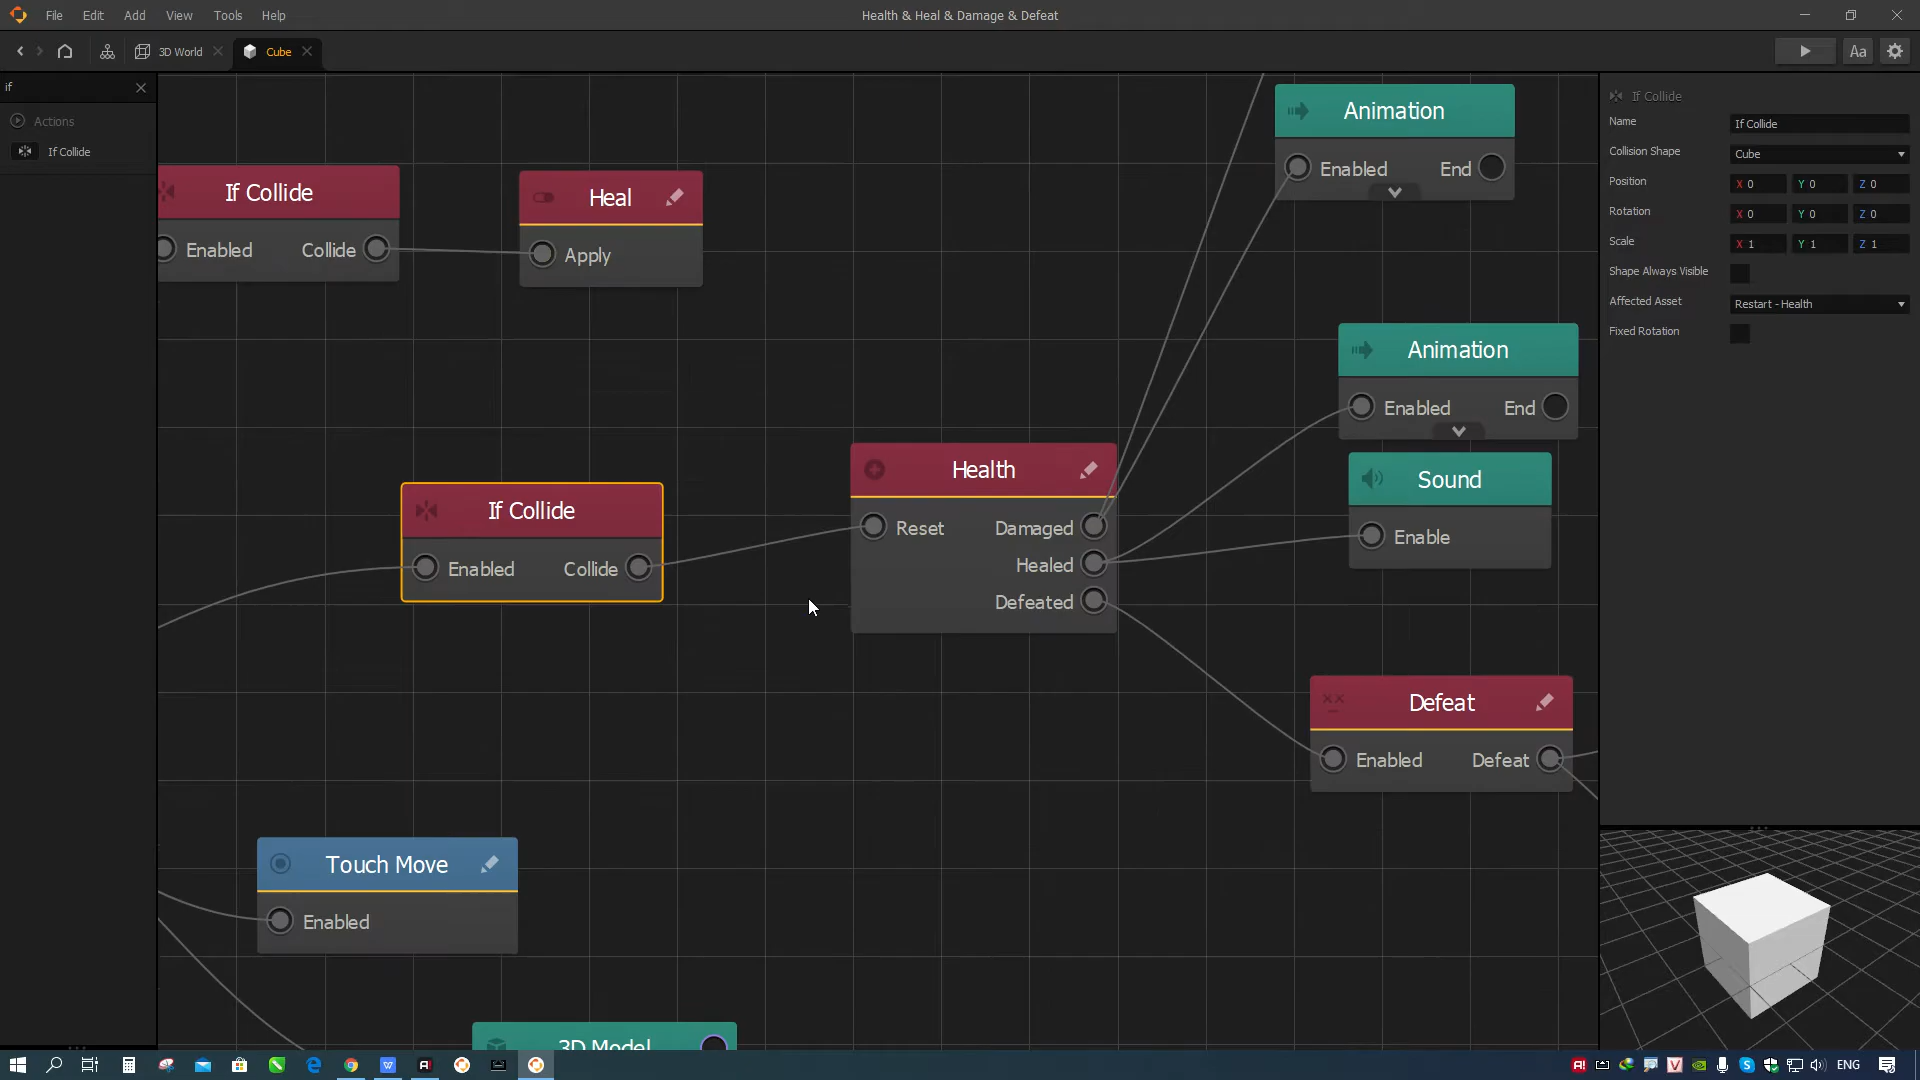 File Edit Add View Tools Help
Health & Heal & Damage & Defeat
3D World
Cube
Aa
if
Actions
If Collide
If Collide
Enabled Collide
Heal
Apply
Animation
Enabled End
Animation
Enabled End
Sound
Enable
If Collide
Enabled Collide
Health
Reset Damaged
Healed
Defeated
Defeat
Enabled Defeat
Touch Move
Enabled
3D Model
If Collide
Name If Collide
Collision Shape Cube
Position X 0 Y 0 Z 0
Rotation X 0 Y 0 Z 0
Scale X 1 Y 1 Z 1
Shape Always Visible
Affected Asset Restart - Health
Fixed Rotation
ENG